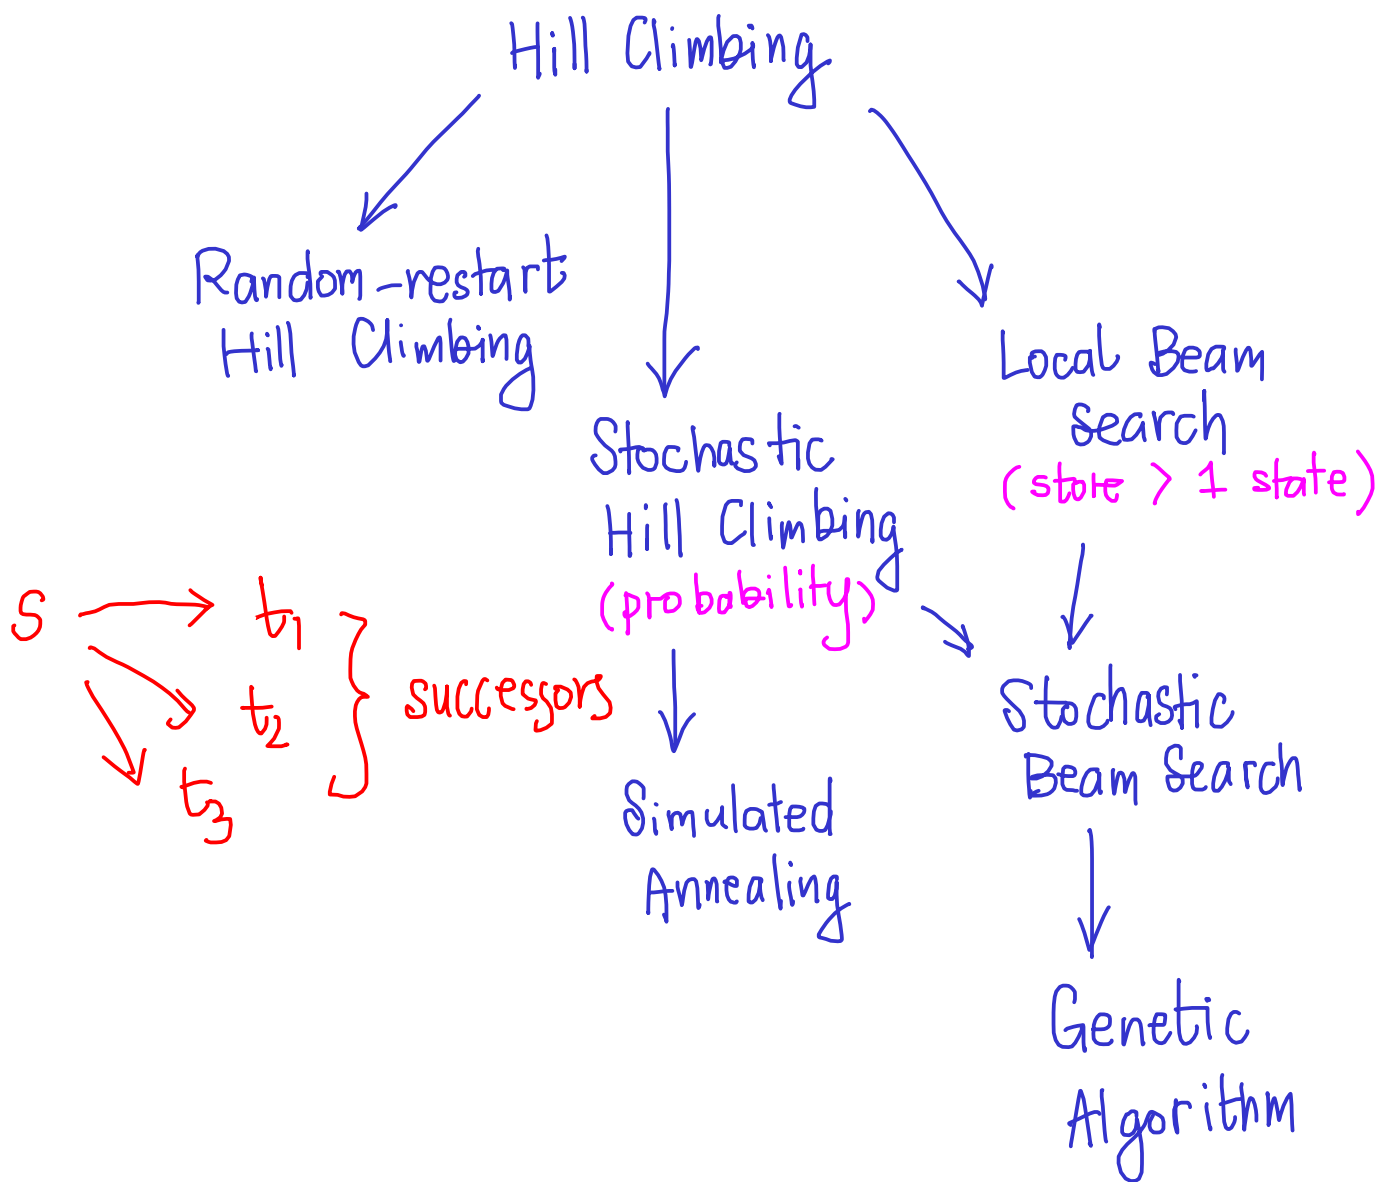 Hill Climbing
Random-restart
Hill Climbing
Local Beam
search
(store > 1 state)
Stochastic
Hill Climbing
(probability)
s
t1
t2
t3
successors
Stochastic
Beam Search
Simulated
Annealing
Genetic
Algorithm